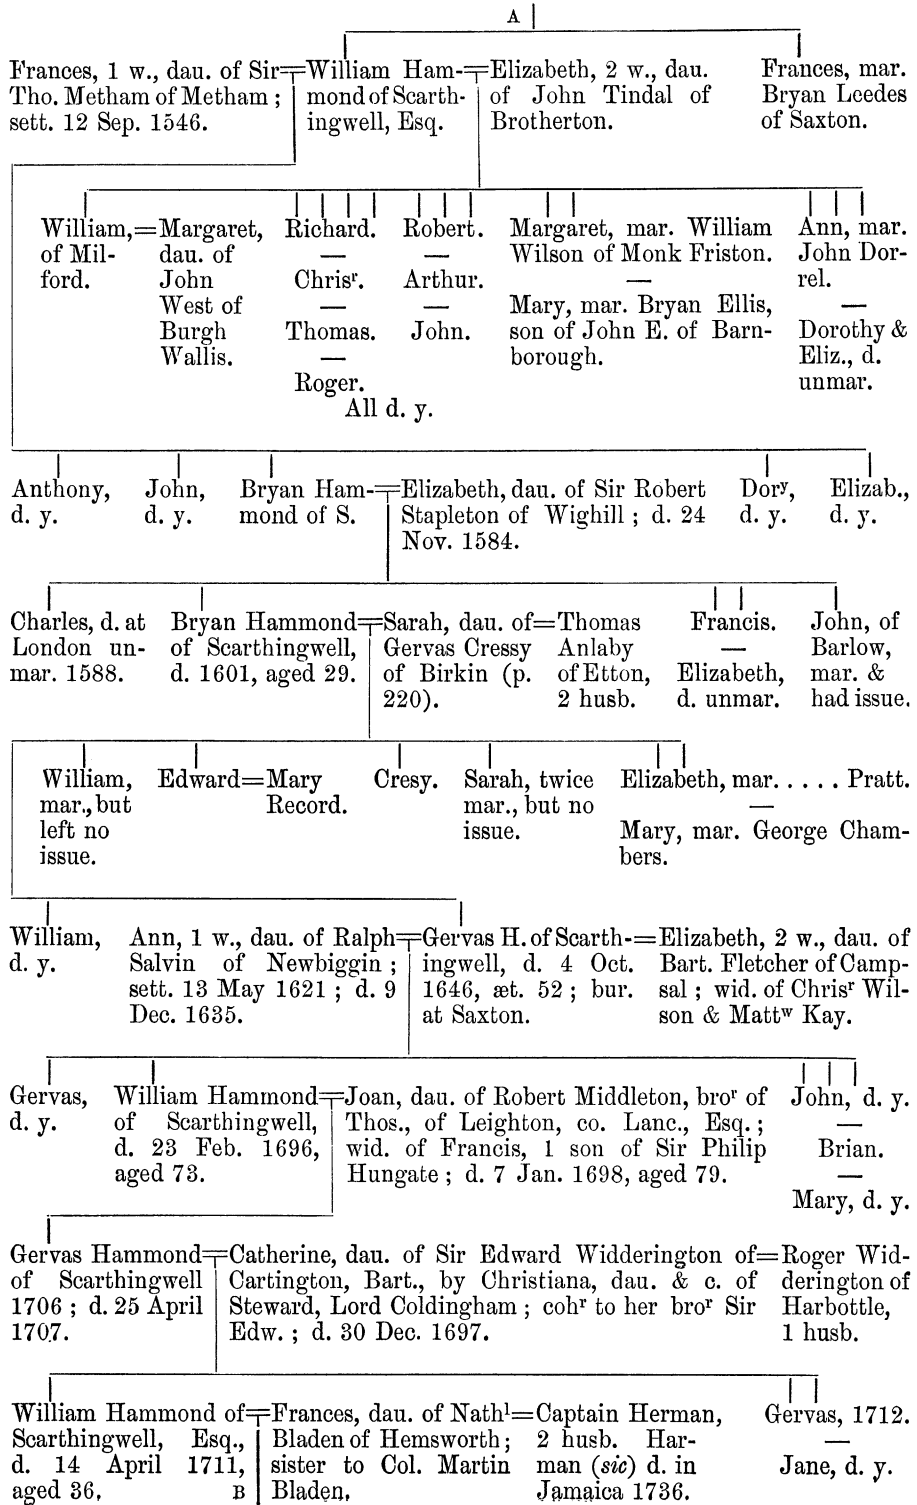 A
Frances, 1 w., dau. of Sir=William Ham-=Elizabeth, 2 w., dau. Frances, mar.
Tho. Metham of Metham ; mond of Scarth- of John Tindal of Bryan Leedes
sett. 12 Sep. 1546. ingwell, Esq. Brotherton. of Saxton.
William,=Margaret, Richard. Robert. Margaret, mar. William Ann, mar.
of Mil- dau. of — — Wilson of Monk Friston. John Dor-
ford. John Chrisr. Arthur. — rel.
West of — — Mary, mar. Bryan Ellis, —
Burgh Thomas. John. son of John E. of Barn- Dorothy &
Wallis. — borough. Eliz., d.
Roger. unmar.
All d. y.
Anthony, John, Bryan Ham-=Elizabeth, dau. of Sir Robert Dory, Elizab.,
d. y. d. y. mond of S. Stapleton of Wighill ; d. 24 d. y. d. y.
Nov. 1584.
Charles, d. at Bryan Hammond=Sarah, dau. of=Thomas Francis. John, of
London un- of Scarthingwell, Gervas Cressy Anlaby — Barlow,
mar. 1588. d. 1601, aged 29. of Birkin (p. of Etton, Elizabeth, mar. &
220). 2 husb. d. unmar. had issue.
William, Edward=Mary Cresy. Sarah, twice Elizabeth, mar. . . . . . Pratt.
mar., but Record. mar., but no —
left no issue. Mary, mar. George Cham-
issue. bers.
William, Ann, 1 w., dau. of Ralph=Gervas H. of Scarth-=Elizabeth, 2 w., dau. of
d. y. Salvin of Newbiggin ; ingwell, d. 4 Oct. Bart. Fletcher of Camp-
sett. 13 May 1621 ; d. 9 1646, æt. 52 ; bur. sal ; wid. of Chrisr Wil-
Dec. 1635. at Saxton. son & Mattw Kay.
Gervas, William Hammond=Joan, dau. of Robert Middleton, bror of John, d. y.
d. y. of Scarthingwell, Thos., of Leighton, co. Lanc., Esq. ; —
d. 23 Feb. 1696, wid. of Francis, 1 son of Sir Philip Brian.
aged 73. Hungate ; d. 7 Jan. 1698, aged 79. —
Mary, d. y.
Gervas Hammond=Catherine, dau. of Sir Edward Widderington of=Roger Wid-
of Scarthingwell Cartington, Bart., by Christiana, dau. & c. of derington of
1706 ; d. 25 April Steward, Lord Coldingham ; cohr to her bror Sir Harbottle,
1707. Edw. ; d. 30 Dec. 1697. 1 husb.
William Hammond of=Frances, dau. of Nathl=Captain Herman, Gervas, 1712.
Scarthingwell, Esq., Bladen of Hemsworth ; 2 husb. Har- —
d. 14 April 1711, sister to Col. Martin man (sic) d. in Jane, d. y.
aged 36. B Bladen. Jamaica 1736.